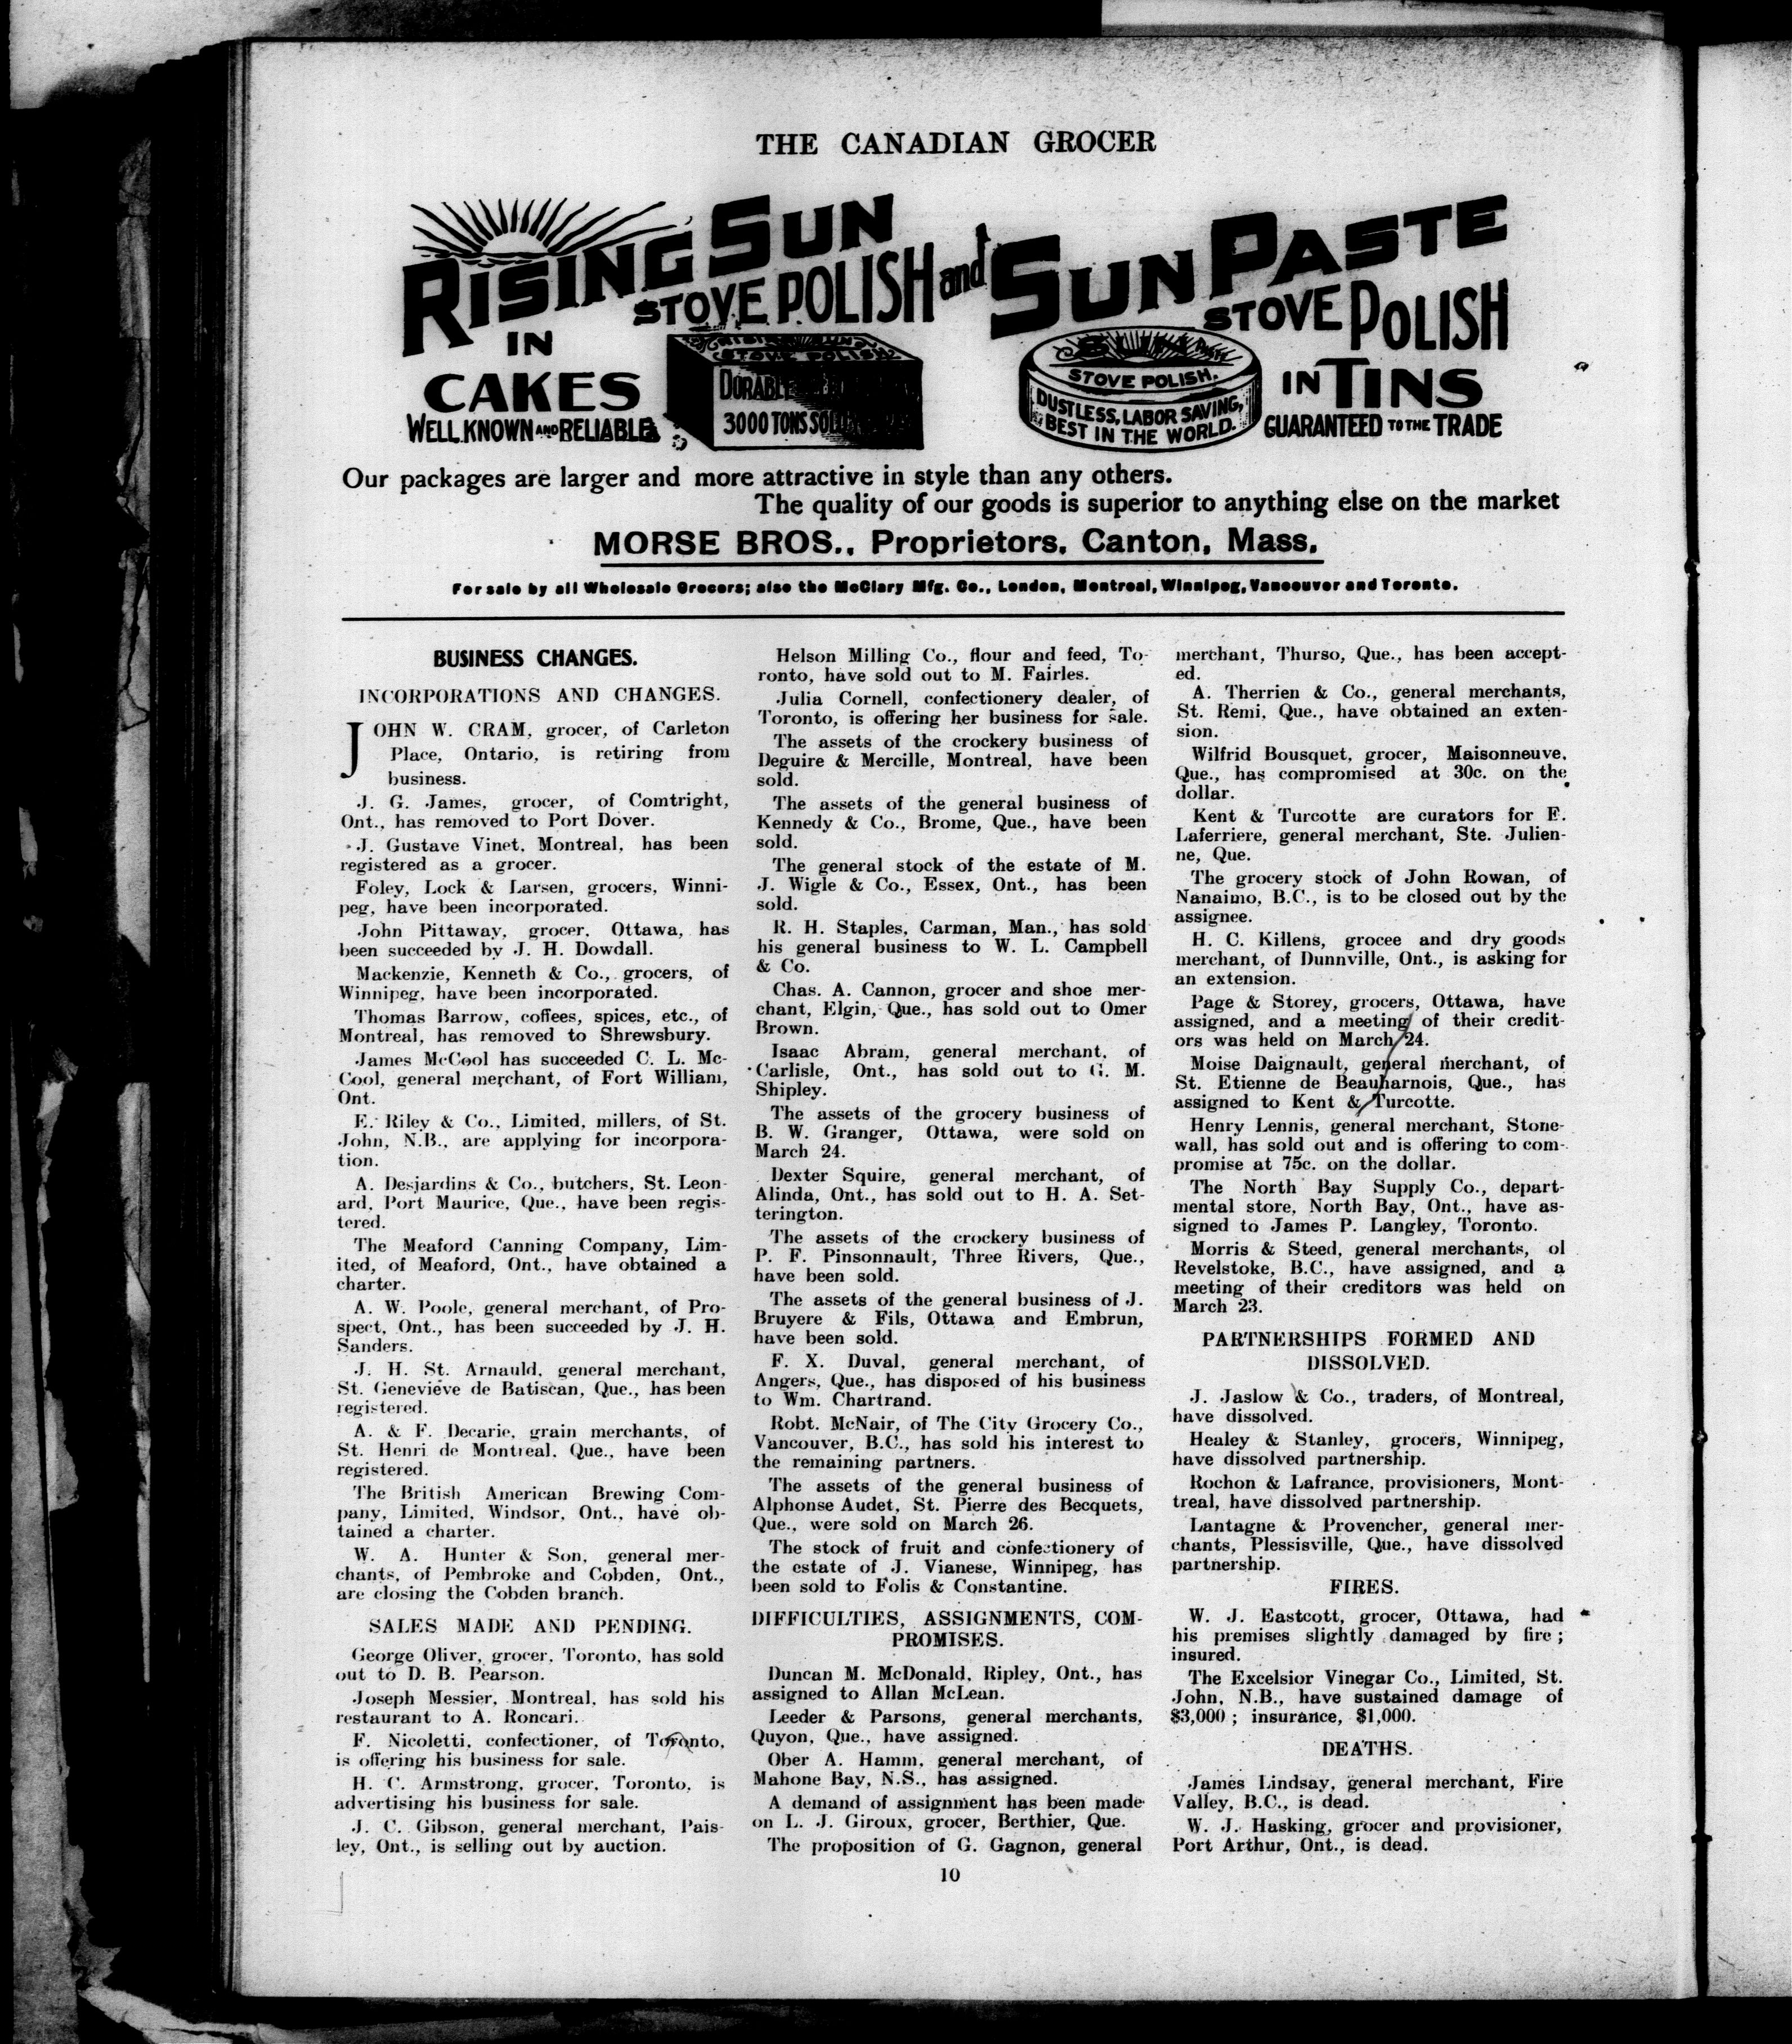 THE CANADIAN GROCER
RISING SUN
STOVE POLISH and
SUN PASTE
STOVE POLISH
IN
CAKES
WELL KNOWN AND RELIABLE
STOVE POLISH
DURABLE
3000 TONS SOLD
SUN
STOVE POLISH.
DUSTLESS, LABOR SAVING,
BEST IN THE WORLD.
IN TINS
GUARANTEED TO THE TRADE
Our packages are larger and more attractive in style than any others.
The quality of our goods is superior to anything else on the market
MORSE BROS., Proprietors, Canton, Mass.
For sale by all Wholesale Grocers; also the McClary Mfg. Co., London, Montreal, Winnipeg, Vancouver and Toronto.
BUSINESS CHANGES.
INCORPORATIONS AND CHANGES.
JOHN W. CRAM, grocer, of Carleton
Place, Ontario, is retiring from
business.
J. G. James, grocer, of Comtright,
Ont., has removed to Port Dover.
J. Gustave Vinet, Montreal, has been
registered as a grocer.
Foley, Lock & Larsen, grocers, Winni-
peg, have been incorporated.
John Pittaway, grocer, Ottawa, has
been succeeded by J. H. Dowdall.
Mackenzie, Kenneth & Co., grocers, of
Winnipeg, have been incorporated.
Thomas Barrow, coffees, spices, etc., of
Montreal, has removed to Shrewsbury.
James McCool has succeeded C. L. Mc-
Cool, general merchant, of Fort William,
Ont.
E. Riley & Co., Limited, millers, of St.
John, N.B., are applying for incorpora-
tion.
A. Desjardins & Co., butchers, St. Leon-
ard, Port Maurice, Que., have been regis-
tered.
The Meaford Canning Company, Lim-
ited, of Meaford, Ont., have obtained a
charter.
A. W. Poole, general merchant, of Pro-
spect, Ont., has been succeeded by J. H.
Sanders.
J. H. St. Arnauld, general merchant,
St. Genevieve de Batiscan, Que., has been
registered.
A. & F. Decarie, grain merchants, of
St. Henri de Montreal, Que., have been
registered.
The British American Brewing Com-
pany, Limited, Windsor, Ont., have ob-
tained a charter.
W. A. Hunter & Son, general mer-
chants, of Pembroke and Cobden, Ont.,
are closing the Cobden branch.
SALES MADE AND PENDING.
George Oliver, grocer, Toronto, has sold
out to D. B. Pearson.
Joseph Messier, Montreal, has sold his
restaurant to A. Roncari.
F. Nicoletti, confectioner, of Toronto,
is offering his business for sale.
H. C. Armstrong, grocer, Toronto, is
advertising his business for sale.
J. C. Gibson, general merchant, Pais-
ley, Ont., is selling out by auction.
Helson Milling Co., flour and feed, To-
ronto, have sold out to M. Fairles.
Julia Cornell, confectionery dealer, of
Toronto, is offering her business for sale.
The assets of the crockery business of
Deguire & Mercille, Montreal, have been
sold.
The assets of the general business of
Kennedy & Co., Brome, Que., have been
sold.
The general stock of the estate of M.
J. Wigle & Co., Essex, Ont., has been
sold.
R. H. Staples, Carman, Man., has sold
his general business to W. L. Campbell
& Co.
Chas. A. Cannon, grocer and shoe mer-
chant, Elgin, Que., has sold out to Omer
Brown.
Isaac Abram, general merchant, of
Carlisle, Ont., has sold out to G. M.
Shipley.
The assets of the grocery business of
B. W. Granger, Ottawa, were sold on
March 24.
Dexter Squire, general merchant, of
Alinda, Ont., has sold out to H. A. Set-
terington.
The assets of the crockery business of
P. F. Pinsonnault, Three Rivers, Que.,
have been sold.
The assets of the general business of J.
Bruyere & Fils, Ottawa and Embrun,
have been sold.
F. X. Duval, general merchant, of
Angers, Que., has disposed of his business
to Wm. Chartrand.
Robt. McNair, of The City Grocery Co.,
Vancouver, B.C., has sold his interest to
the remaining partners.
The assets of the general business of
Alphonse Audet, St. Pierre des Becquets,
Que., were sold on March 26.
The stock of fruit and confectionery of
the estate of J. Vianese, Winnipeg, has
been sold to Folis & Constantine.
DIFFICULTIES, ASSIGNMENTS, COM-
PROMISES.
Duncan M. McDonald, Ripley, Ont., has
assigned to Allan McLean.
Leeder & Parsons, general merchants,
Quyon, Que., have assigned.
Ober A. Hamm, general merchant, of
Mahone Bay, N.S., has assigned.
A demand of assignment has been made
on L. J. Giroux, grocer, Berthier, Que.
The proposition of G. Gagnon, general
merchant, Thurso, Que., has been accept-
ed.
A. Therrien & Co., general merchants,
St. Remi, Que., have obtained an exten-
sion.
Wilfrid Bousquet, grocer, Maisonneuve,
Que., has compromised at 30c. on the
dollar.
Kent & Turcotte are curators for E.
Laferriere, general merchant, Ste. Julien-
ne, Que.
The grocery stock of John Rowan, of
Nanaimo, B.C., is to be closed out by the
assignee.
H. C. Killens, grocee and dry goods
merchant, of Dunnville, Ont., is asking for
an extension.
Page & Storey, grocers, Ottawa, have
assigned, and a meeting of their credit-
ors was held on March 24.
Moise Daignault, general merchant, of
St. Etienne de Beauharnois, Que., has
assigned to Kent & Turcotte.
Henry Lennis, general merchant, Stone-
wall, has sold out and is offering to com-
promise at 75c. on the dollar.
The North Bay Supply Co., depart-
mental store, North Bay, Ont., have as-
signed to James P. Langley, Toronto.
Morris & Steed, general merchants, of
Revelstoke, B.C., have assigned, and a
meeting of their creditors was held on
March 23.
PARTNERSHIPS FORMED AND
DISSOLVED.
J. Jaslow & Co., traders, of Montreal,
have dissolved.
Healey & Stanley, grocers, Winnipeg,
have dissolved partnership.
Rochon & Lafrance, provisioners, Mont-
treal, have dissolved partnership.
Lantagne & Provencher, general mer-
chants, Plessisville, Que., have dissolved
partnership.
FIRES.
W. J. Eastcott, grocer, Ottawa, had
his premises slightly damaged by fire ;
insured.
The Excelsior Vinegar Co., Limited, St.
John, N.B., have sustained damage of
$3,000 ; insurance, $1,000.
DEATHS.
James Lindsay, general merchant, Fire
Valley, B.C., is dead.
W. J. Hasking, grocer and provisioner,
Port Arthur, Ont., is dead.
10